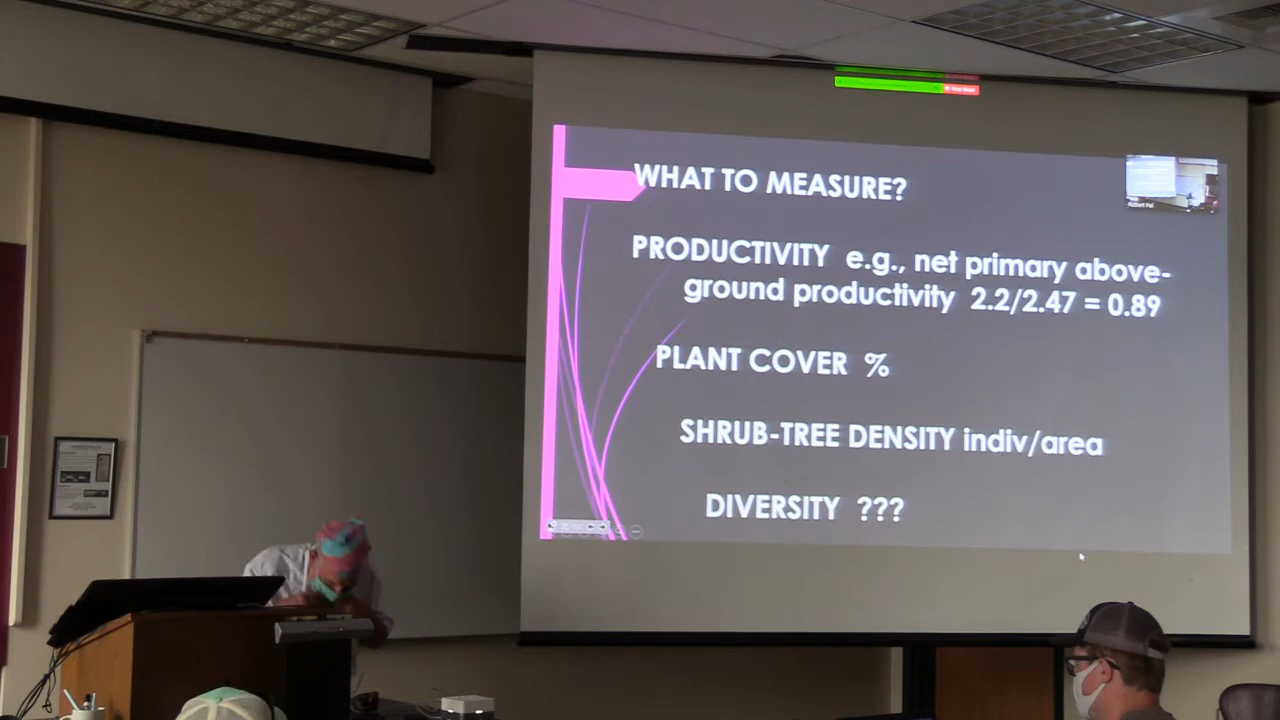 WHAT TO MEASURE?
PRODUCTIVITY e.g., net primary above-
ground productivity 2.2/2.47 = 0.89
PLANT COVER %
SHRUB-TREE DENSITY indiv/area
DIVERSITY ???